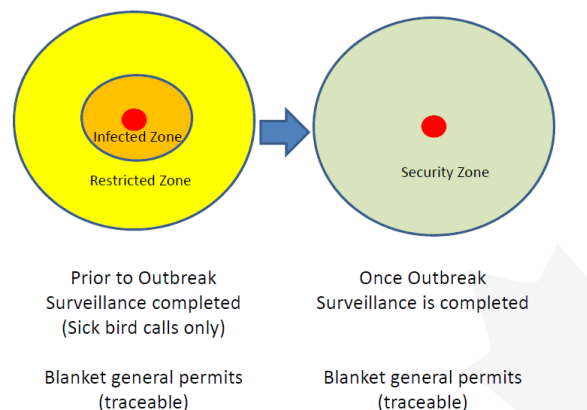 Infected Zone
Restricted Zone
Security Zone
Prior to Outbreak
Surveillance completed
(Sick bird calls only)
Blanket general permits
(traceable)
Once Outbreak
Surveillance is completed
Blanket general permits
(traceable)